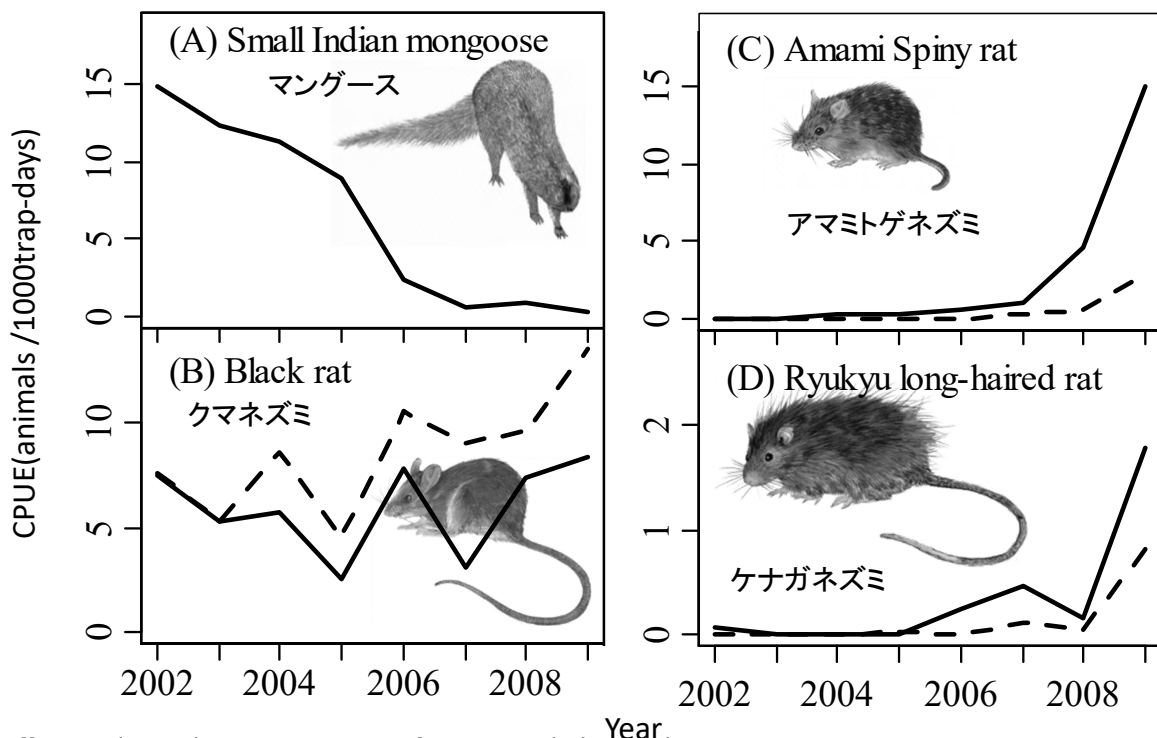 CPUE(animals /1000trap-days)
(A) Small Indian mongoose
マングース
15
10
5
0
(B) Black rat
クマネズミ
10
5
0
2002 2004 2006 2008
(C) Amami Spiny rat
アマミトゲネズミ
15
10
5
0
(D) Ryukyu long-haired rat
ケナガネズミ
2
1
0
2002 2004 2006 2008
Year